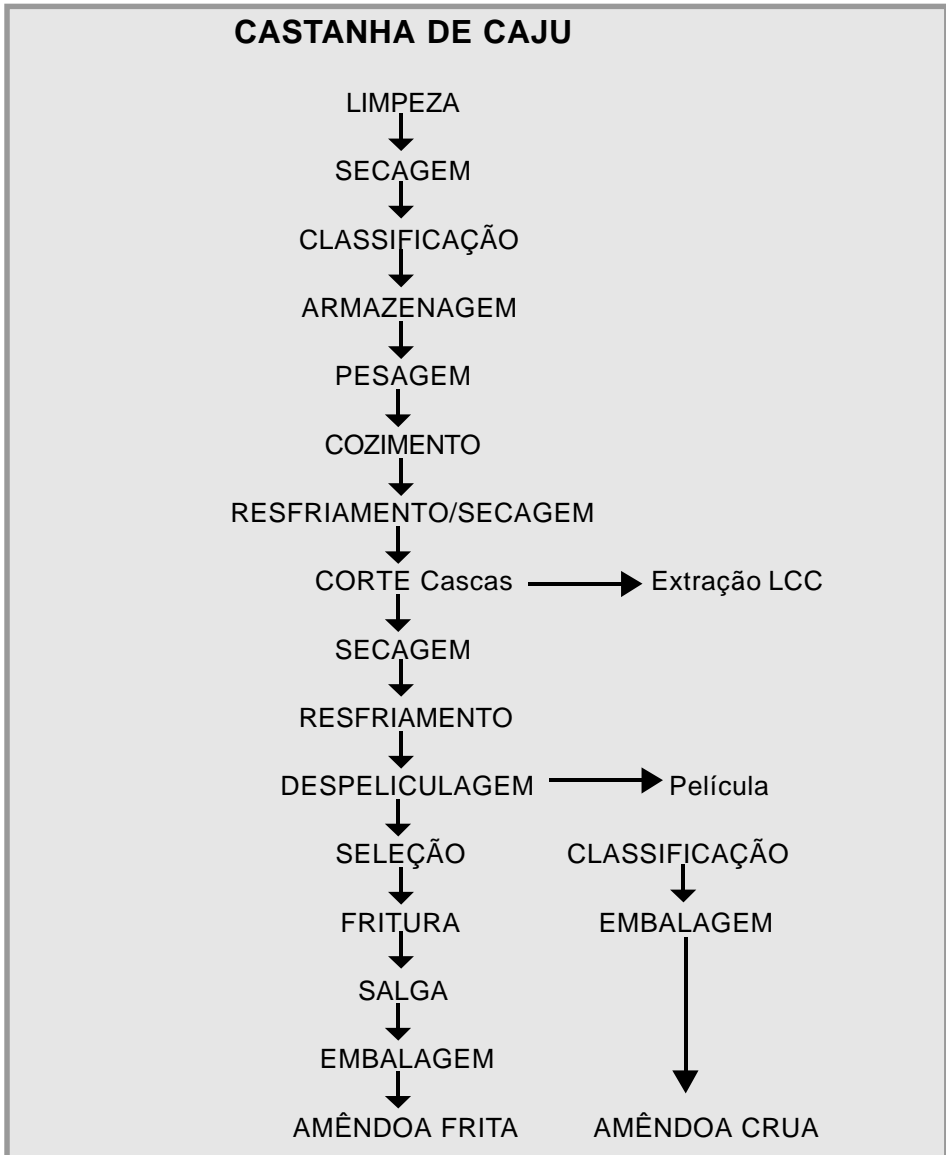 CASTANHA DE CAJU
LIMPEZA
SECAGEM
CLASSIFICAÇÃO
ARMAZENAGEM
PESAGEM
COZIMENTO
RESFRIAMENTO/SECAGEM
CORTE Cascas Extração LCC
SECAGEM
RESFRIAMENTO
DESPELICULAGEM Película
SELEÇÃO CLASSIFICAÇÃO
FRITURA EMBALAGEM
SALGA
EMBALAGEM
AMÊNDOA FRITA AMÊNDOA CRUA